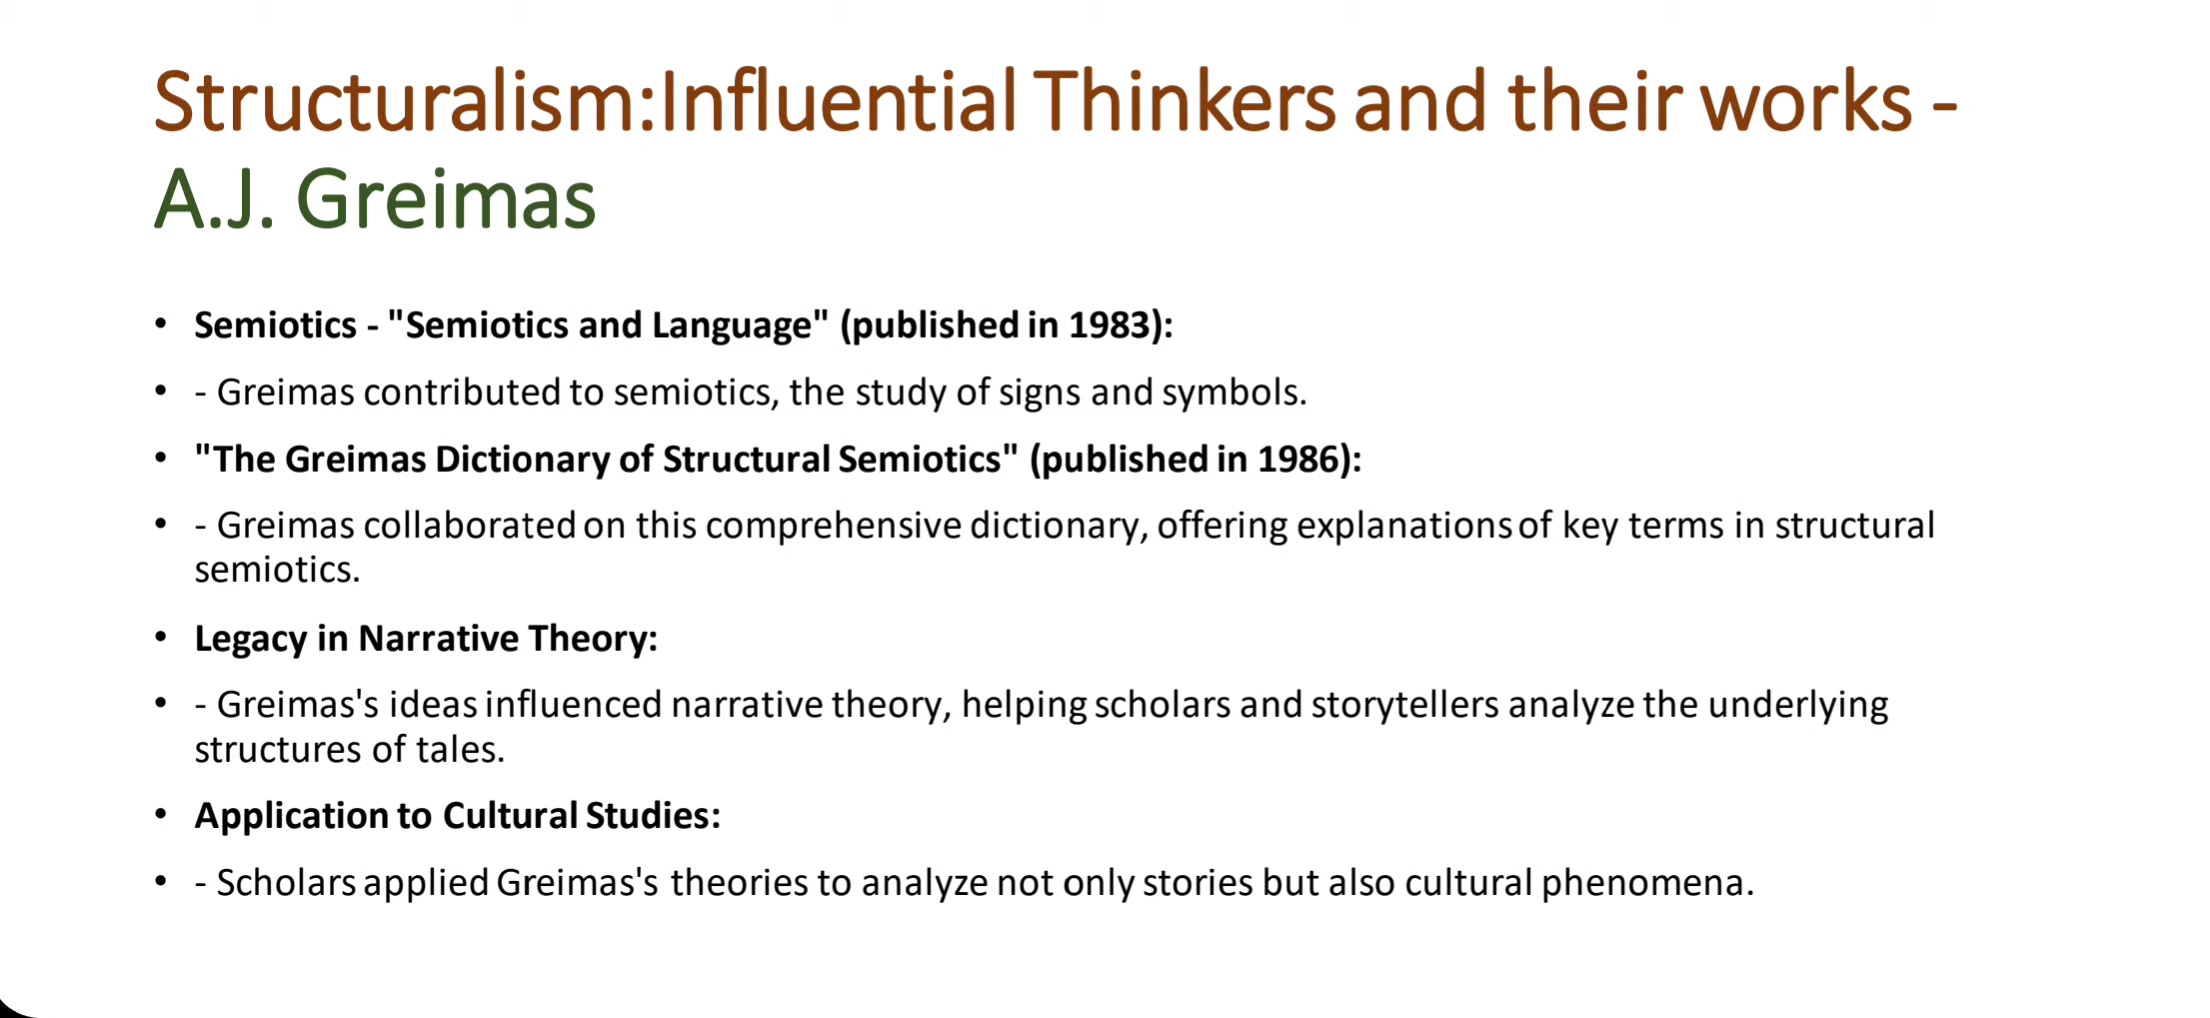 Structuralism:Influential Thinkers and their works -
A.J. Greimas
• Semiotics - "Semiotics and Language" (published in 1983):
• - Greimas contributed to semiotics, the study of signs and symbols.
• "The Greimas Dictionary of Structural Semiotics" (published in 1986):
• - Greimas collaborated on this comprehensive dictionary, offering explanations of key terms in structural
semiotics.
• Legacy in Narrative Theory:
• - Greimas's ideas influenced narrative theory, helping scholars and storytellers analyze the underlying
structures of tales.
• Application to Cultural Studies:
• - Scholars applied Greimas's theories to analyze not only stories but also cultural phenomena.